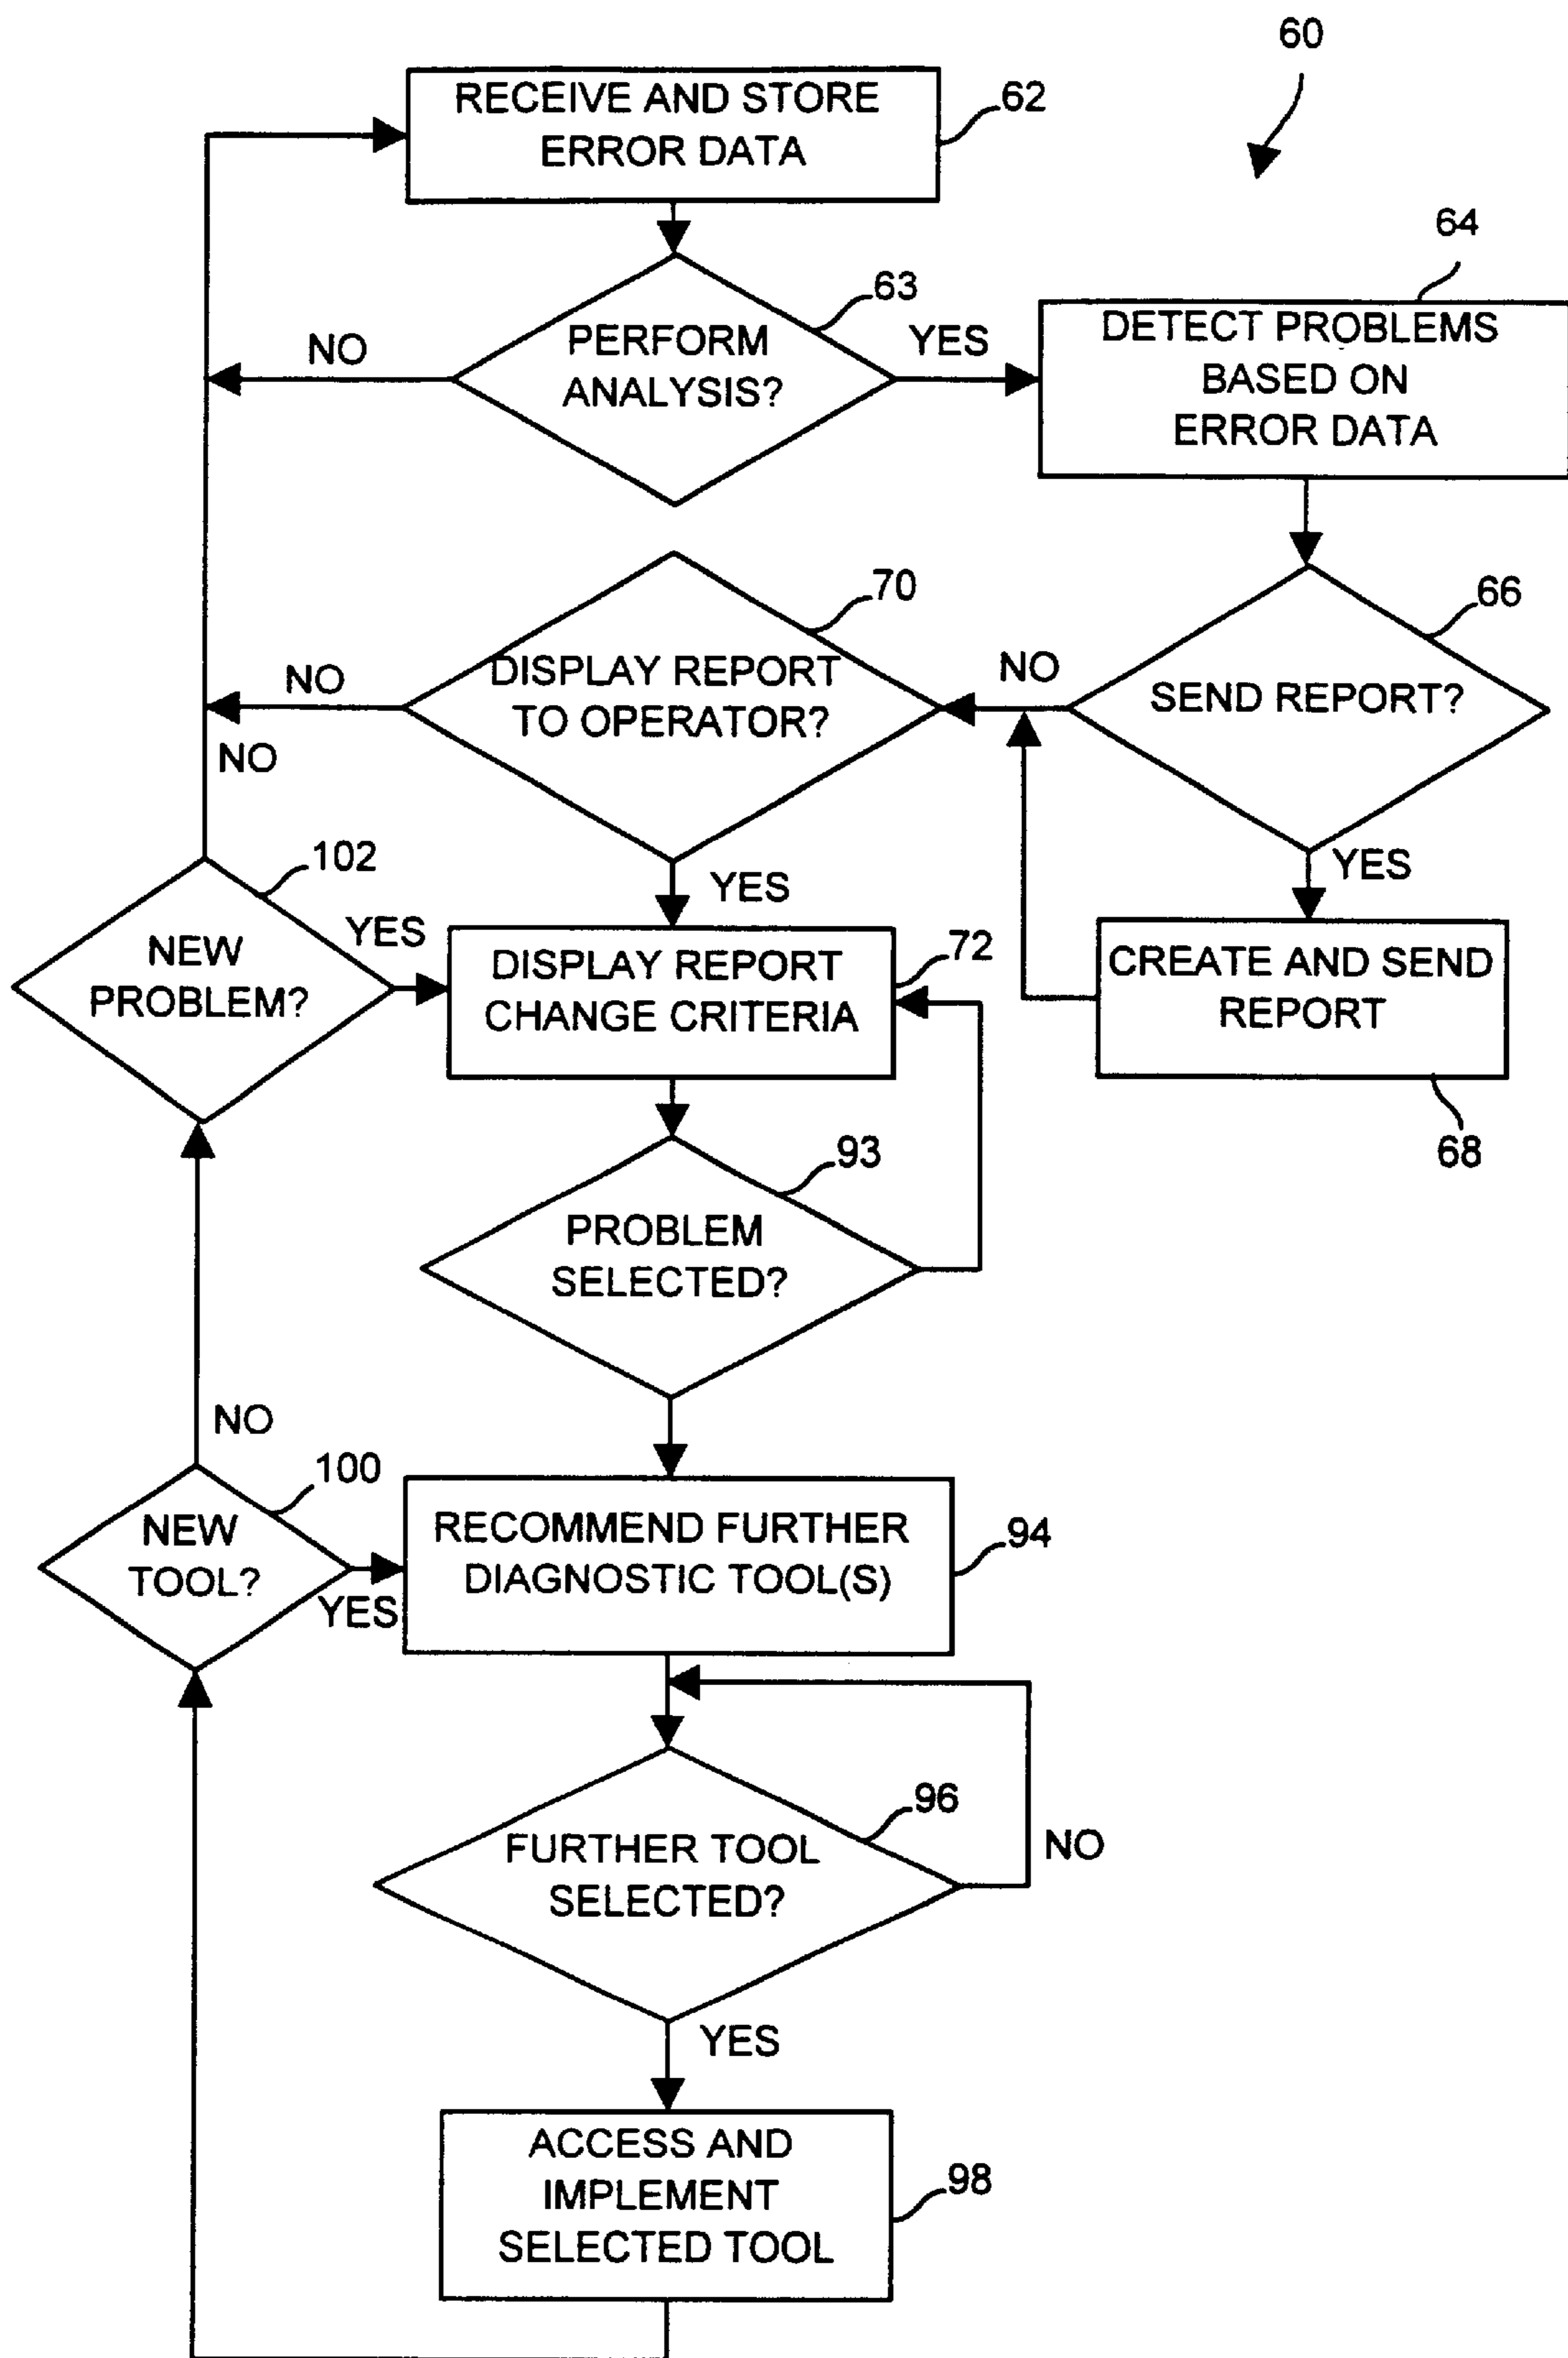 60
RECEIVE AND STORE
ERROR DATA
62
63
PERFORM
ANALYSIS?
NO
YES
64
DETECT PROBLEMS
BASED ON
ERROR DATA
66
SEND REPORT?
NO
YES
70
DISPLAY REPORT
TO OPERATOR?
NO
YES
CREATE AND SEND
REPORT
68
NO
102
NEW
PROBLEM?
YES
DISPLAY REPORT
CHANGE CRITERIA
72
93
PROBLEM
SELECTED?
NO
100
NEW
TOOL?
YES
RECOMMEND FURTHER
DIAGNOSTIC TOOL(S)
94
96
FURTHER TOOL
SELECTED?
NO
YES
ACCESS AND
IMPLEMENT
SELECTED TOOL
98